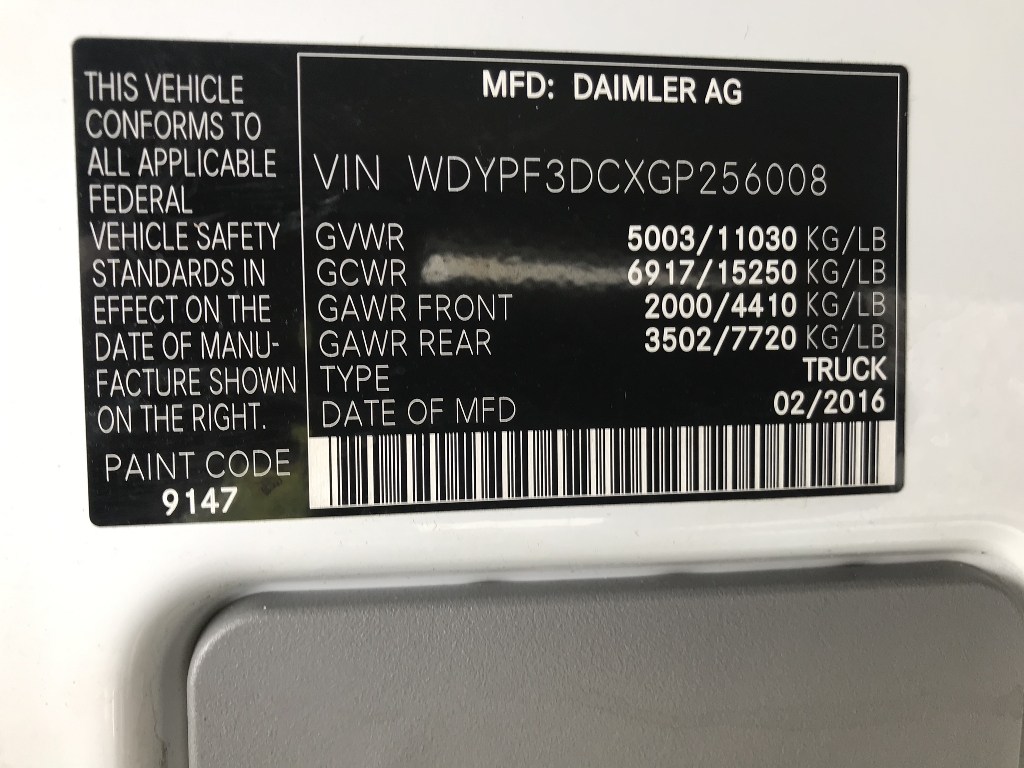 THIS VEHICLE
CONFORMS TO
ALL APPLICABLE
FEDERAL
VEHICLE SAFETY
STANDARDS IN
EFFECT ON THE
DATE OF MANU-
FACTURE SHOWN
ON THE RIGHT.
PAINT CODE
9147
MFD: DAIMLER AG
VIN WDYPF3DCXGP256008
GVWR 5003/11030 KG/LB
GCWR 6917/15250 KG/LB
GAWR FRONT 2000/4410 KG/LB
GAWR REAR 3502/7720 KG/LB
TYPE TRUCK
DATE OF MFD 02/2016